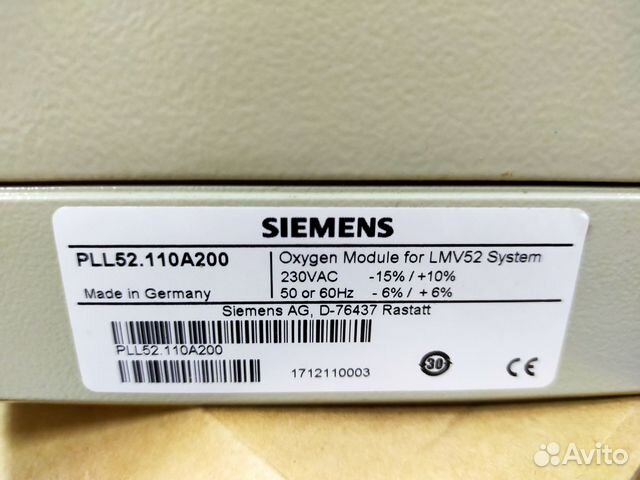 SIEMENS
PLL52.110A200
Oxygen Module for LMV52 System
230VAC -15% / +10%
Made in Germany
50 or 60Hz - 6% / + 6%
Siemens AG, D-76437 Rastatt
PLL52.110A200
1712110003
30
CE
Avito